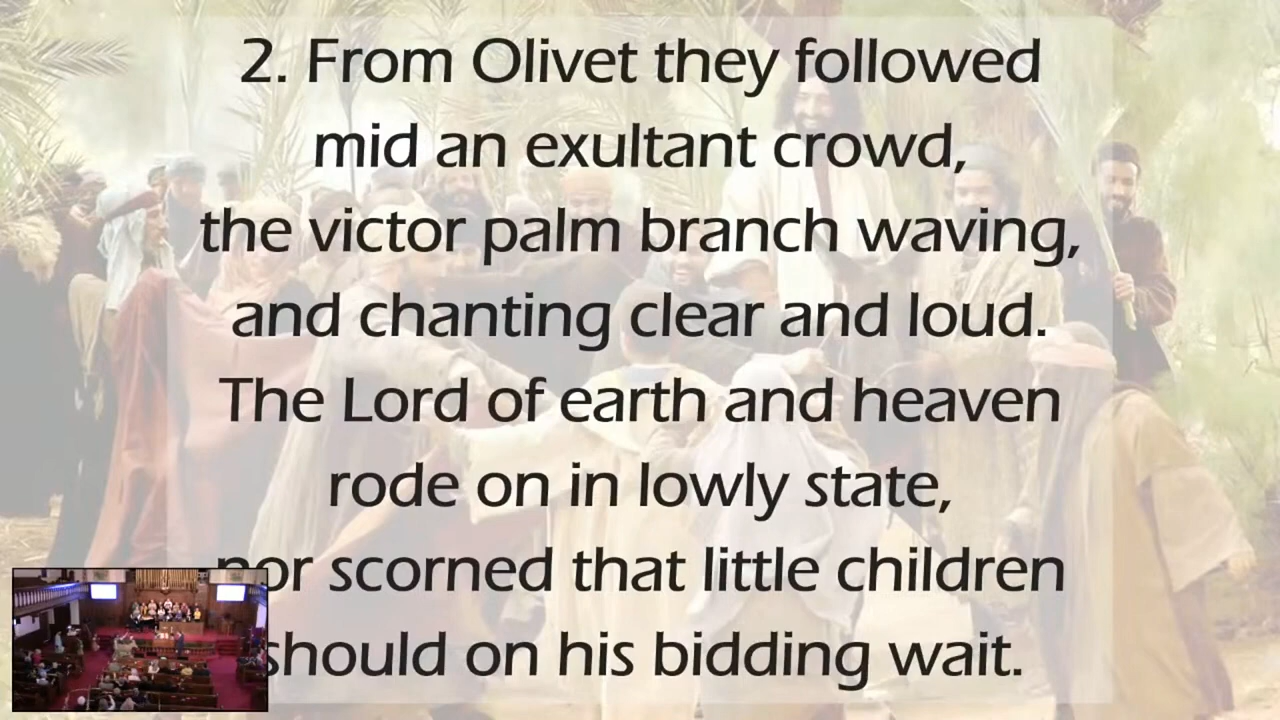 2. From Olivet they followed
mid an exultant crowd,
the victor palm branch waving,
and chanting clear and loud.
The Lord of earth and heaven
rode on in lowly state,
nor scorned that little children
should on his bidding wait.